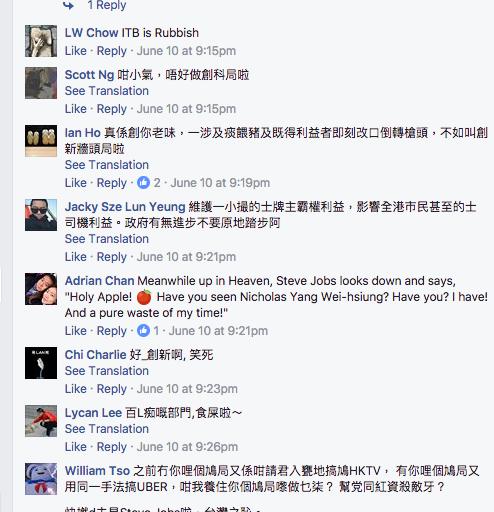 1 Reply
LW Chow ITB is Rubbish
Like · Reply · June 10 at 9:15pm
Scott Ng 咁小氣，唔好做創科局啦
See Translation
Like · Reply · June 10 at 9:15pm
Ian Ho 真係創你老味，一涉及痰餵豬及既得利益者即刻改口倒轉槍頭，不如叫創
新牆頭局啦
See Translation
Like · Reply · 2 · June 10 at 9:19pm
Jacky Sze Lun Yeung 維護一小撮的士牌主霸權利益，影響全港市民甚至的士
司機利益。政府有無進步不要原地踏步阿
See Translation
Like · Reply · June 10 at 9:21pm
Adrian Chan Meanwhile up in Heaven, Steve Jobs looks down and says,
"Holy Apple! 🍎 Have you seen Nicholas Yang Wei-hsiung? Have you? I have!
And a pure waste of my time!"
Like · Reply · 1 · June 10 at 9:21pm
Chi Charlie 好_創新啊, 笑死
See Translation
Like · Reply · June 10 at 9:23pm
Lycan Lee 百L痴嘅部門,食屎啦～
See Translation
Like · Reply · June 10 at 9:26pm
William Tso 之前冇你哩個鳩局又係咁請君入甕地搞鳩HKTV， 有你哩個鳩局又
用同一手法搞UBER，咁我養住你個鳩局嚟做乜柒？ 幫党同紅資殺敵牙？